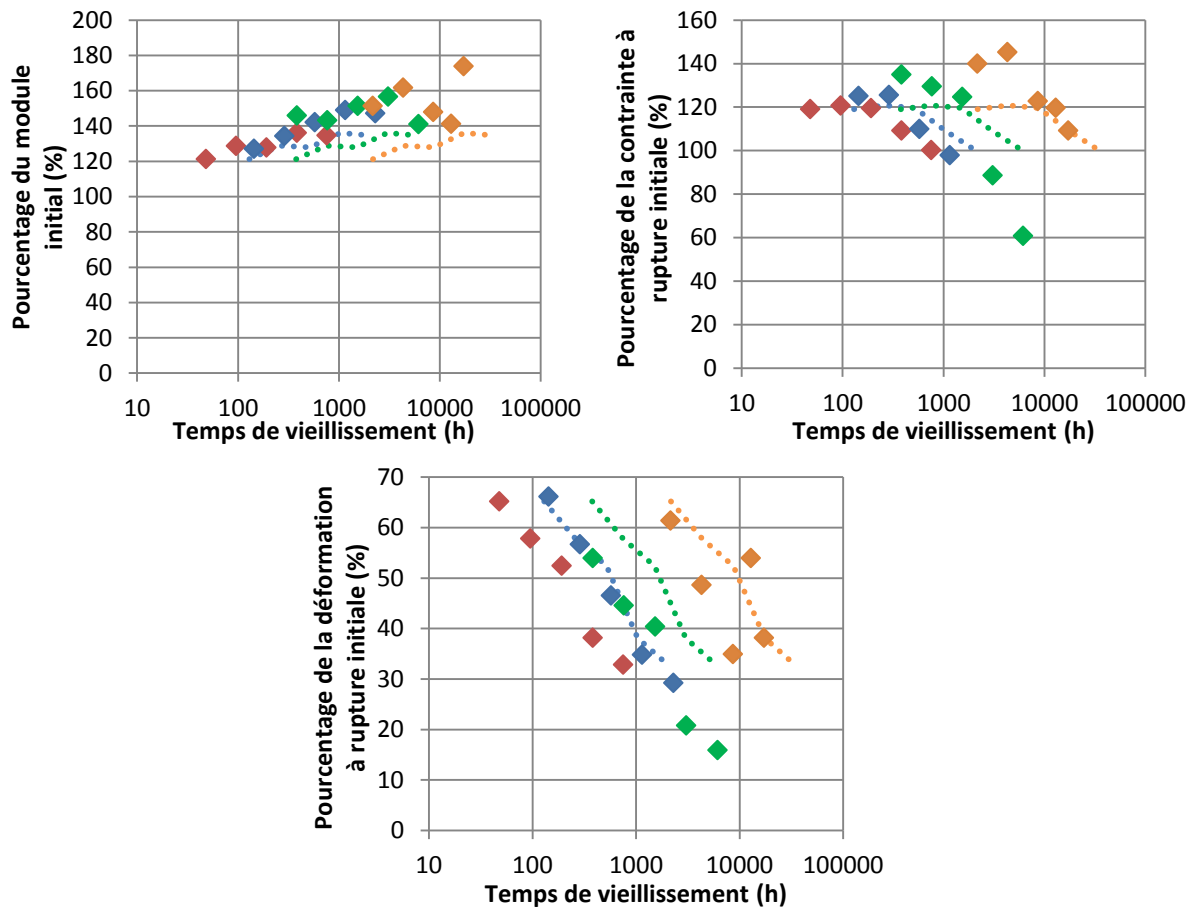 Pourcentage du module
initial (%)
200
180
160
140
120
100
80
60
40
20
0
10 100 1000 10000 100000
Temps de vieillissement (h)
Pourcentage de la contrainte à
rupture initiale (%)
160
140
120
100
80
60
40
20
0
10 100 1000 10000 100000
Temps de vieillissement (h)
Pourcentage de la déformation
à rupture initiale (%)
70
60
50
40
30
20
10
0
10 100 1000 10000 100000
Temps de vieillissement (h)